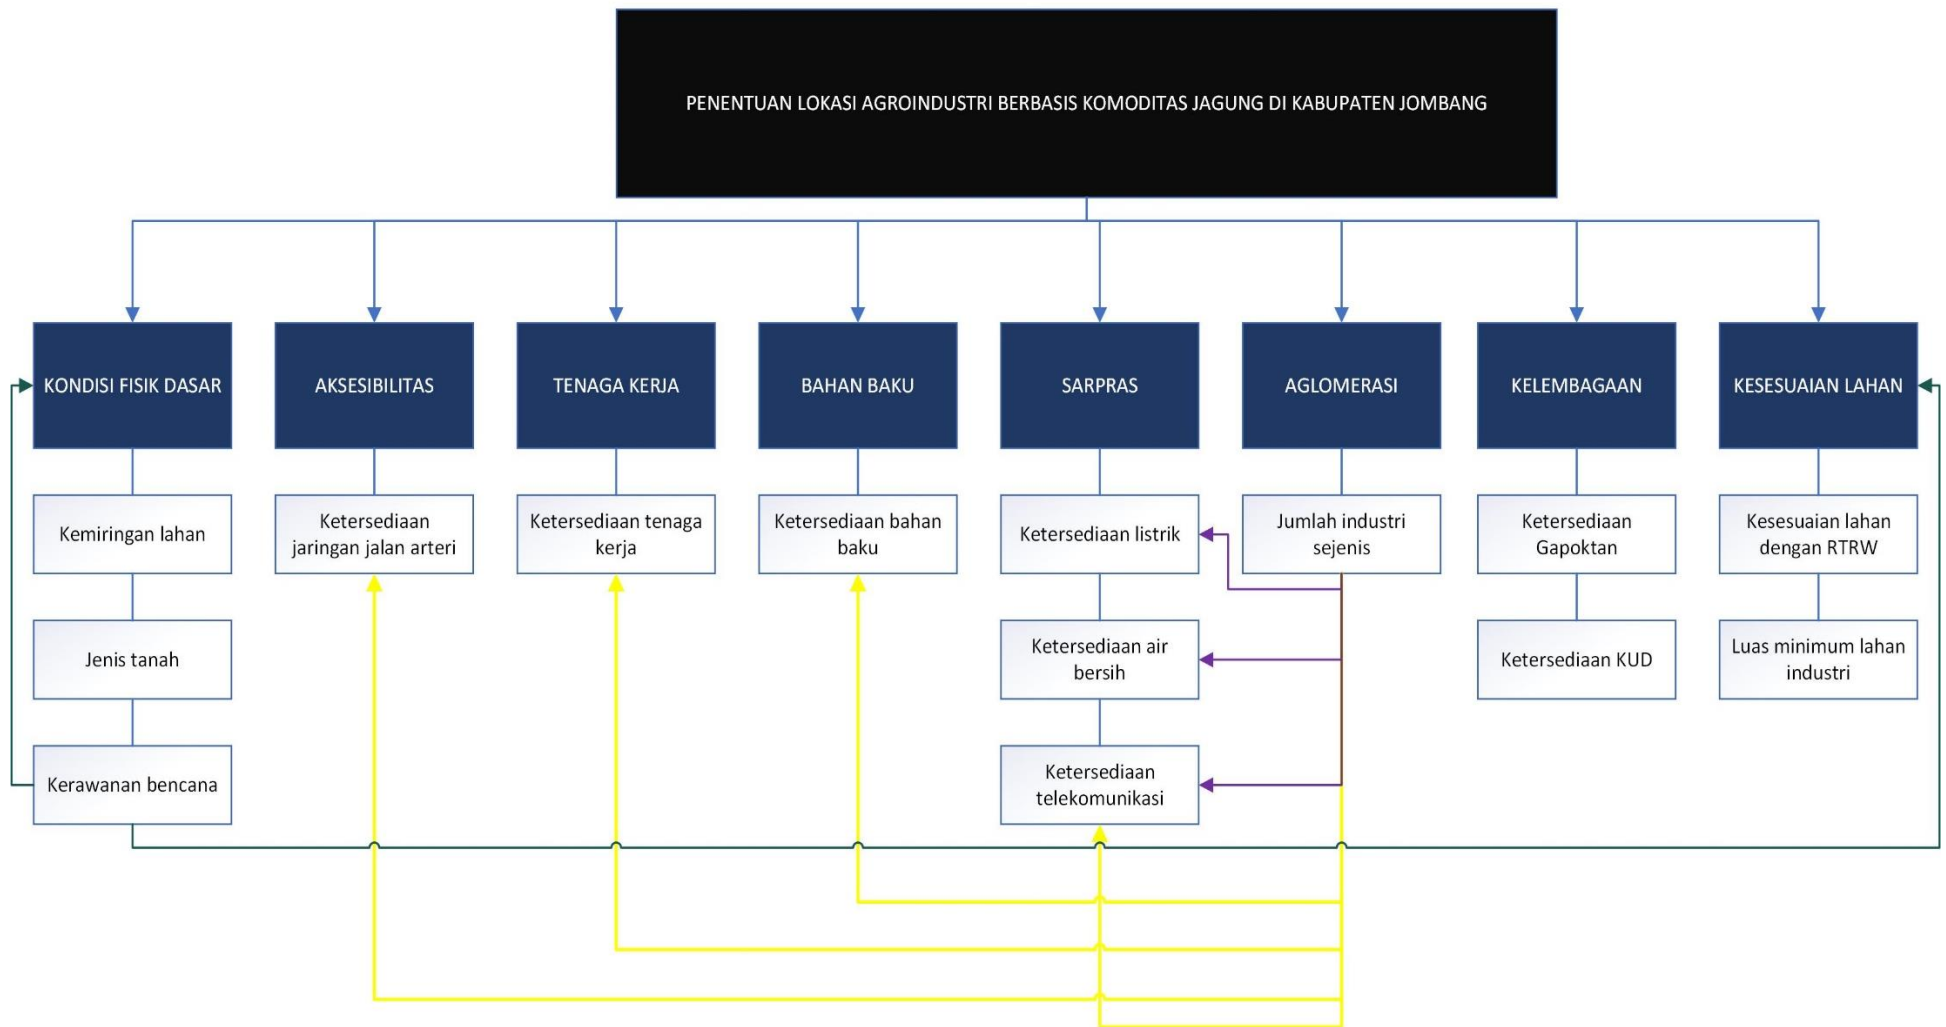 PENENTUAN LOKASI AGROINDUSTRI BERBASIS KOMODITAS JAGUNG DI KABUPATEN JOMBANG
KONDISI FISIK DASAR
AKSESIBILITAS
TENAGA KERJA
BAHAN BAKU
SARPRAS
AGLOMERASI
KELEMBAGAAN
KESESUAIAN LAHAN
Kemiringan lahan
Ketersediaan
jaringan jalan arteri
Ketersediaan tenaga
kerja
Ketersediaan bahan
baku
Ketersediaan listrik
Jumlah industri
sejenis
Ketersediaan
Gapoktan
Kesesuaian lahan
dengan RTRW
Jenis tanah
Ketersediaan air
bersih
Ketersediaan KUD
Luas minimum lahan
industri
Kerawanan bencana
Ketersediaan
telekomunikasi